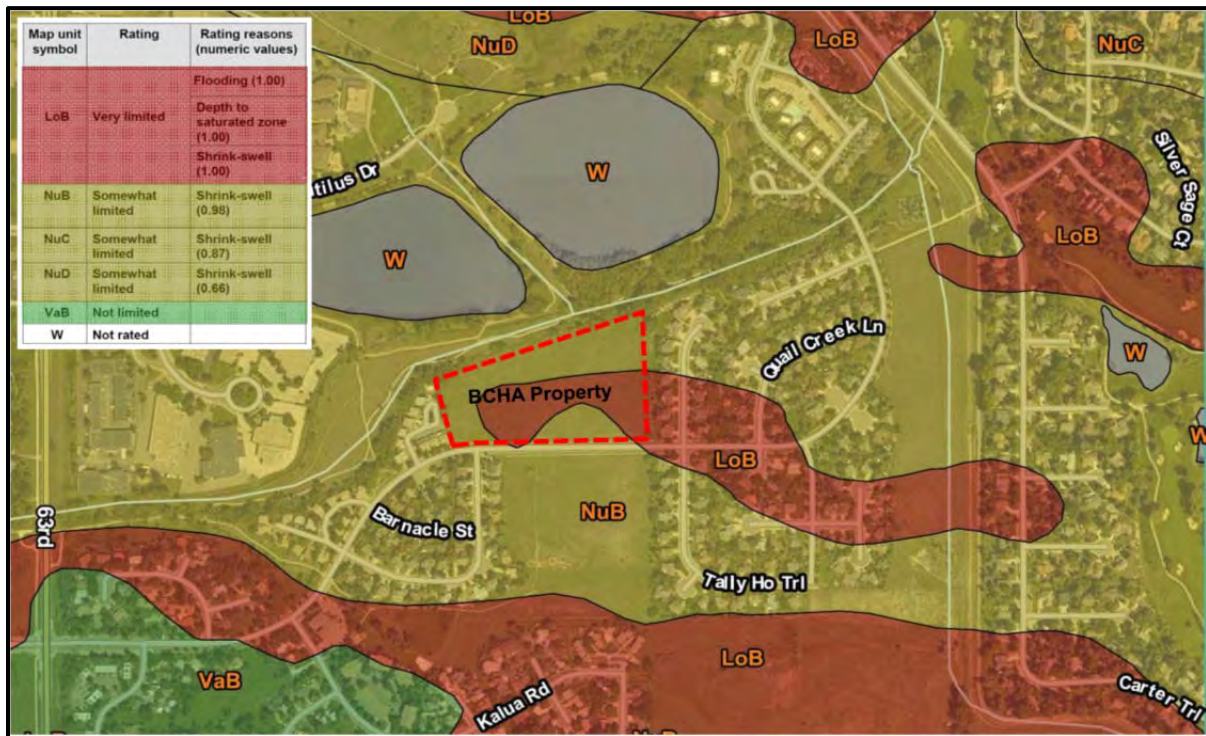 Map unit symbol Rating Rating reasons (numeric values)
Flooding (1.00)
LoB Very limited Depth to saturated zone (1.00)
Shrink-swell (1.00)
NuB Somewhat limited Shrink-swell (0.98)
NuC Somewhat limited Shrink-swell (0.87)
NuD Somewhat limited Shrink-swell (0.66)
VaB Not limited
W Not rated
LoB
NuD
LoB
NuC
Silver Sage Ct
utilus Dr
W
W
LoB
W
Quail Creek Ln
BCHA Property
W
LoB
NuB
63rd
Barnacle St
Tally Ho Trl
VaB
LoB
Kalua Rd
Carter Trl